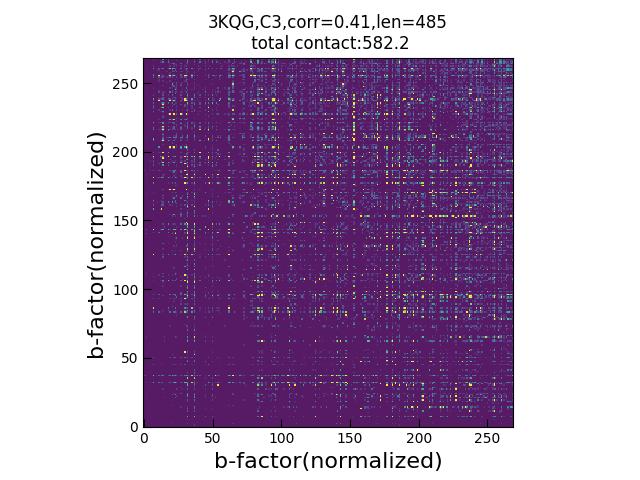 3KQG,C3,corr=0.41,len=485
total contact:582.2
b-factor(normalized)
250
200
150
100
50
0
0 50 100 150 200 250
b-factor(normalized)